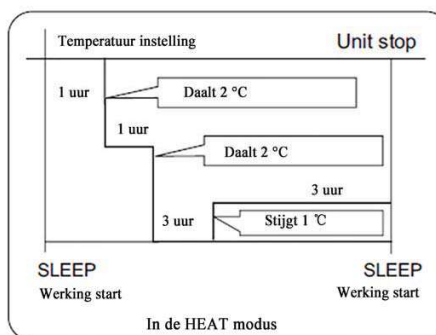 Temperatuur instelling
Unit stop
1 uur
Daalt 2 °C
1 uur
Daalt 2 °C
3 uur
3 uur
Stijgt 1 ℃
SLEEP
SLEEP
Werking start
Werking start
In de HEAT modus